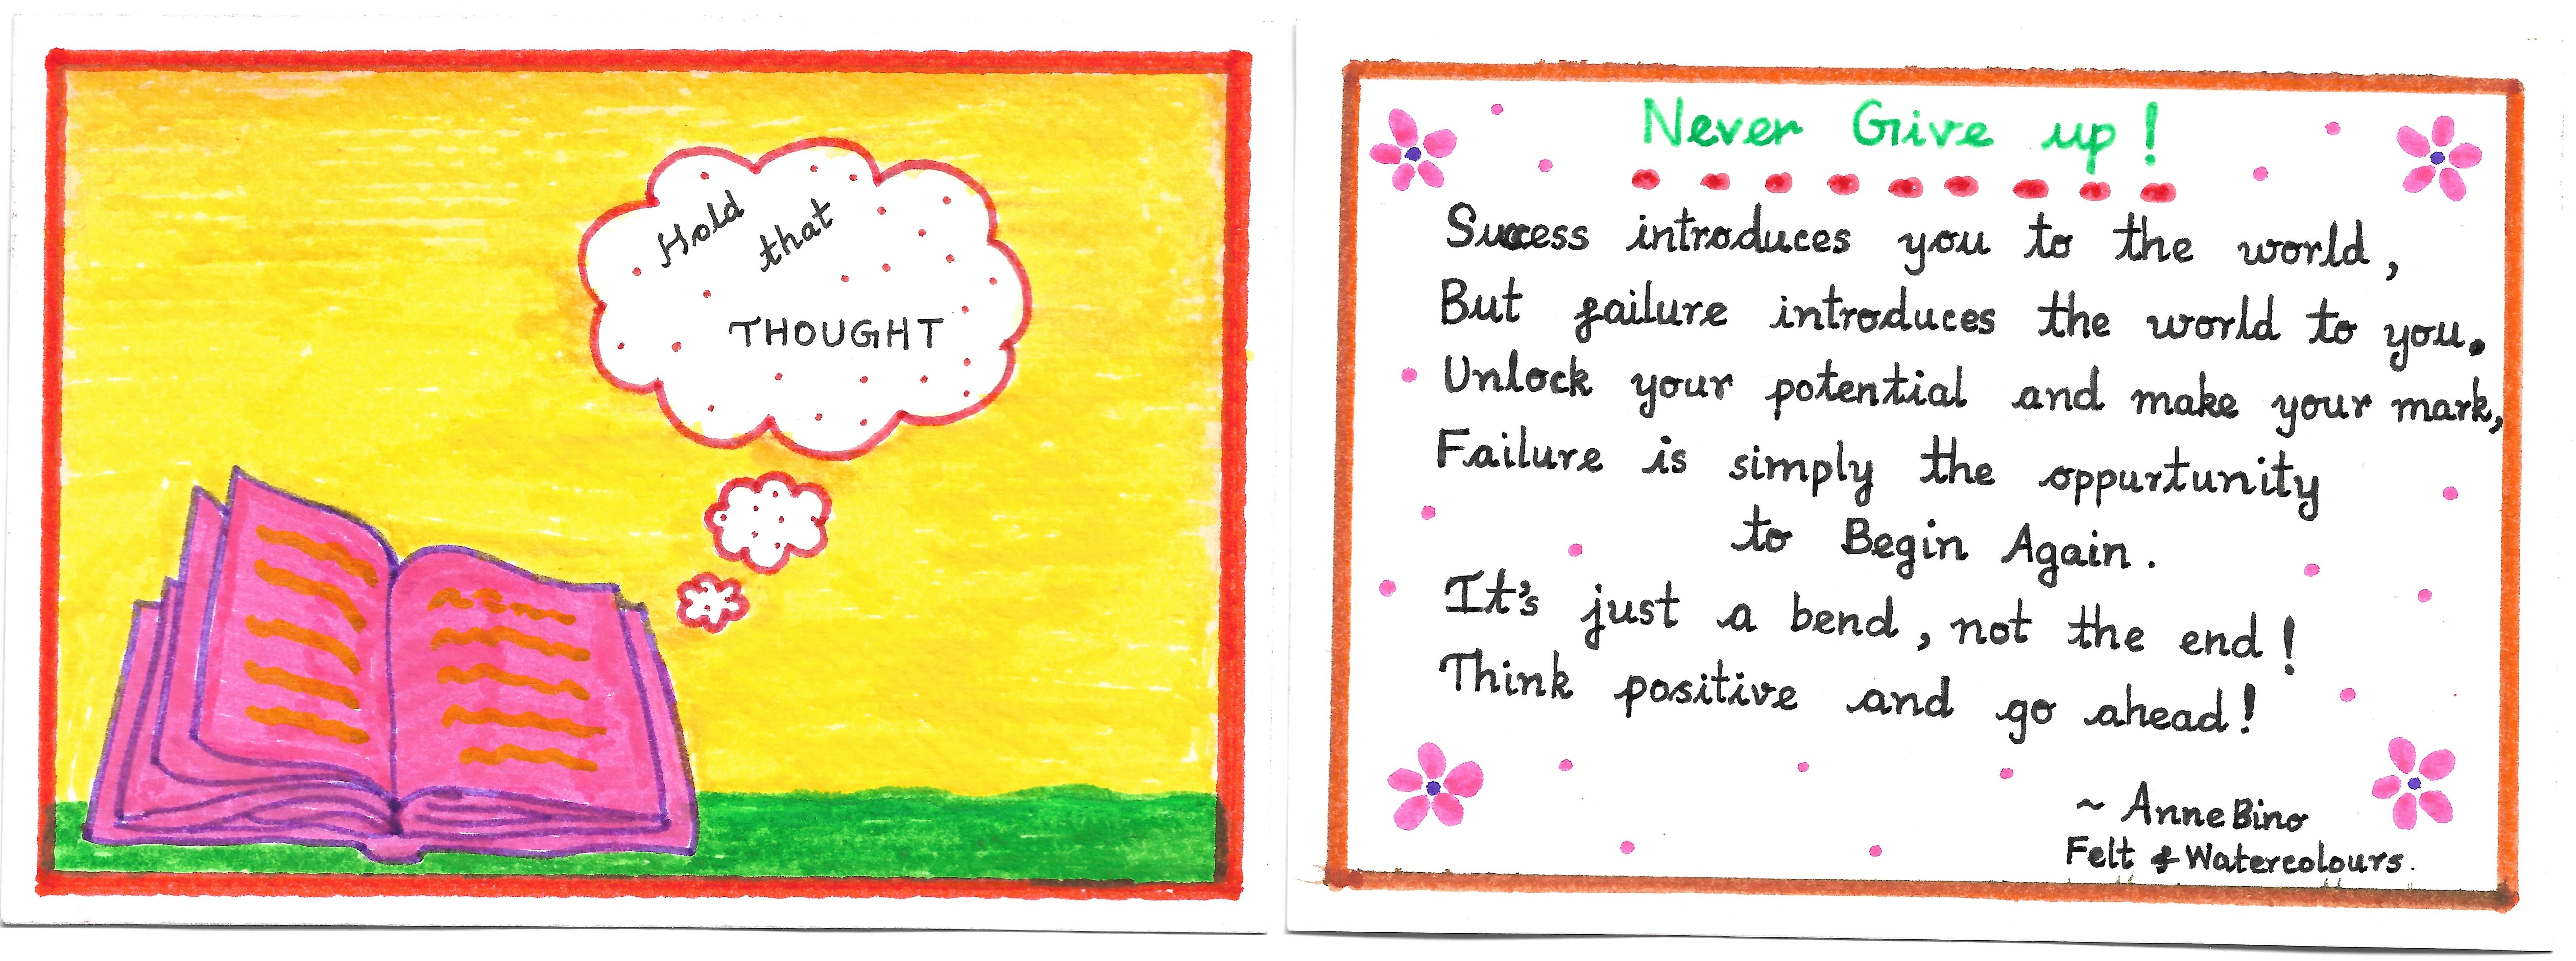 Hold
that
THOUGHT
Never Give up!
Success introduces you to the world,
But failure introduces the world to you.
Unlock your potential and make your mark,
Failure is simply the oppurtunity
to Begin Again.
It's just a bend, not the end!
Think positive and go ahead!
~ Anne Bino
Felt & Watercolours.